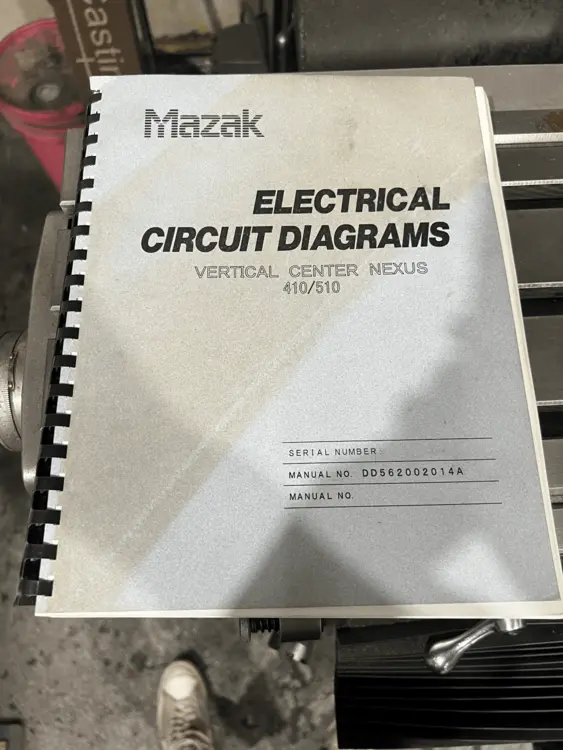 Mazak
ELECTRICAL
CIRCUIT DIAGRAMS
VERTICAL CENTER NEXUS
410/510
SERIAL NUMBER
MANUAL NO. DD562002014A
MANUAL NO.